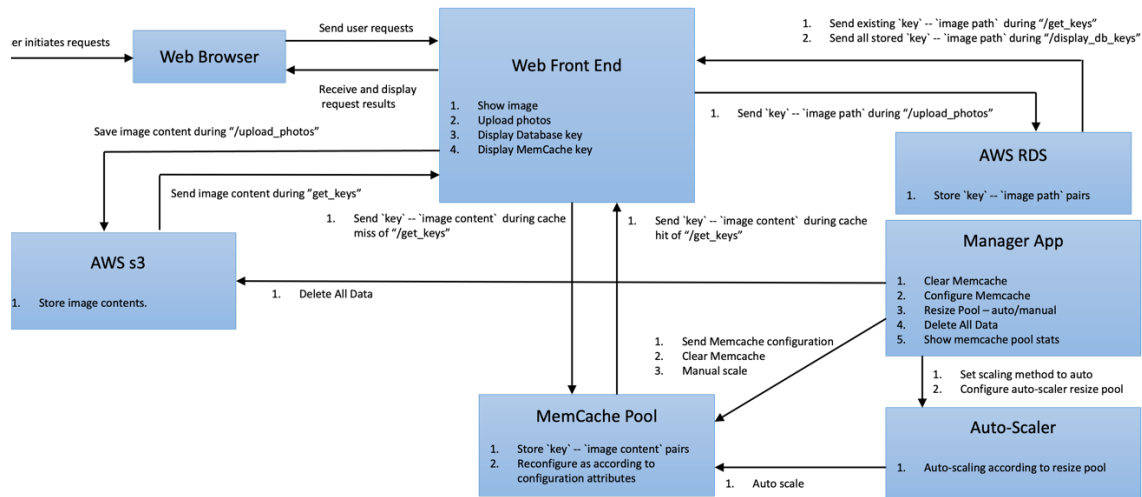 er initiates requests
Web Browser
Send user requests
Receive and display
request results
Web Front End
1. Show image
2. Upload photos
3. Display Database key
4. Display MemCache key
1. Send existing `key` -- `image path` during "/get_keys"
2. Send all stored `key` -- `image path` during "/display_db_keys"
1. Send `key` -- `image path` during "/upload_photos"
AWS RDS
1. Store `key` -- `image path` pairs
Save image content during "/upload_photos"
Send image content during "get_keys"
AWS s3
1. Store image contents.
1. Send `key` -- `image content` during cache
miss of "/get_keys"
1. Send `key` -- `image content` during cache
hit of "/get_keys"
Manager App
1. Clear Memcache
2. Configure Memcache
3. Resize Pool – auto/manual
4. Delete All Data
5. Show memcache pool stats
1. Delete All Data
1. Send Memcache configuration
2. Clear Memcache
3. Manual scale
1. Set scaling method to auto
2. Configure auto-scaler resize pool
MemCache Pool
1. Store `key` -- `image content` pairs
2. Reconfigure as according to
configuration attributes
Auto-Scaler
1. Auto-scaling according to resize pool
1. Auto scale